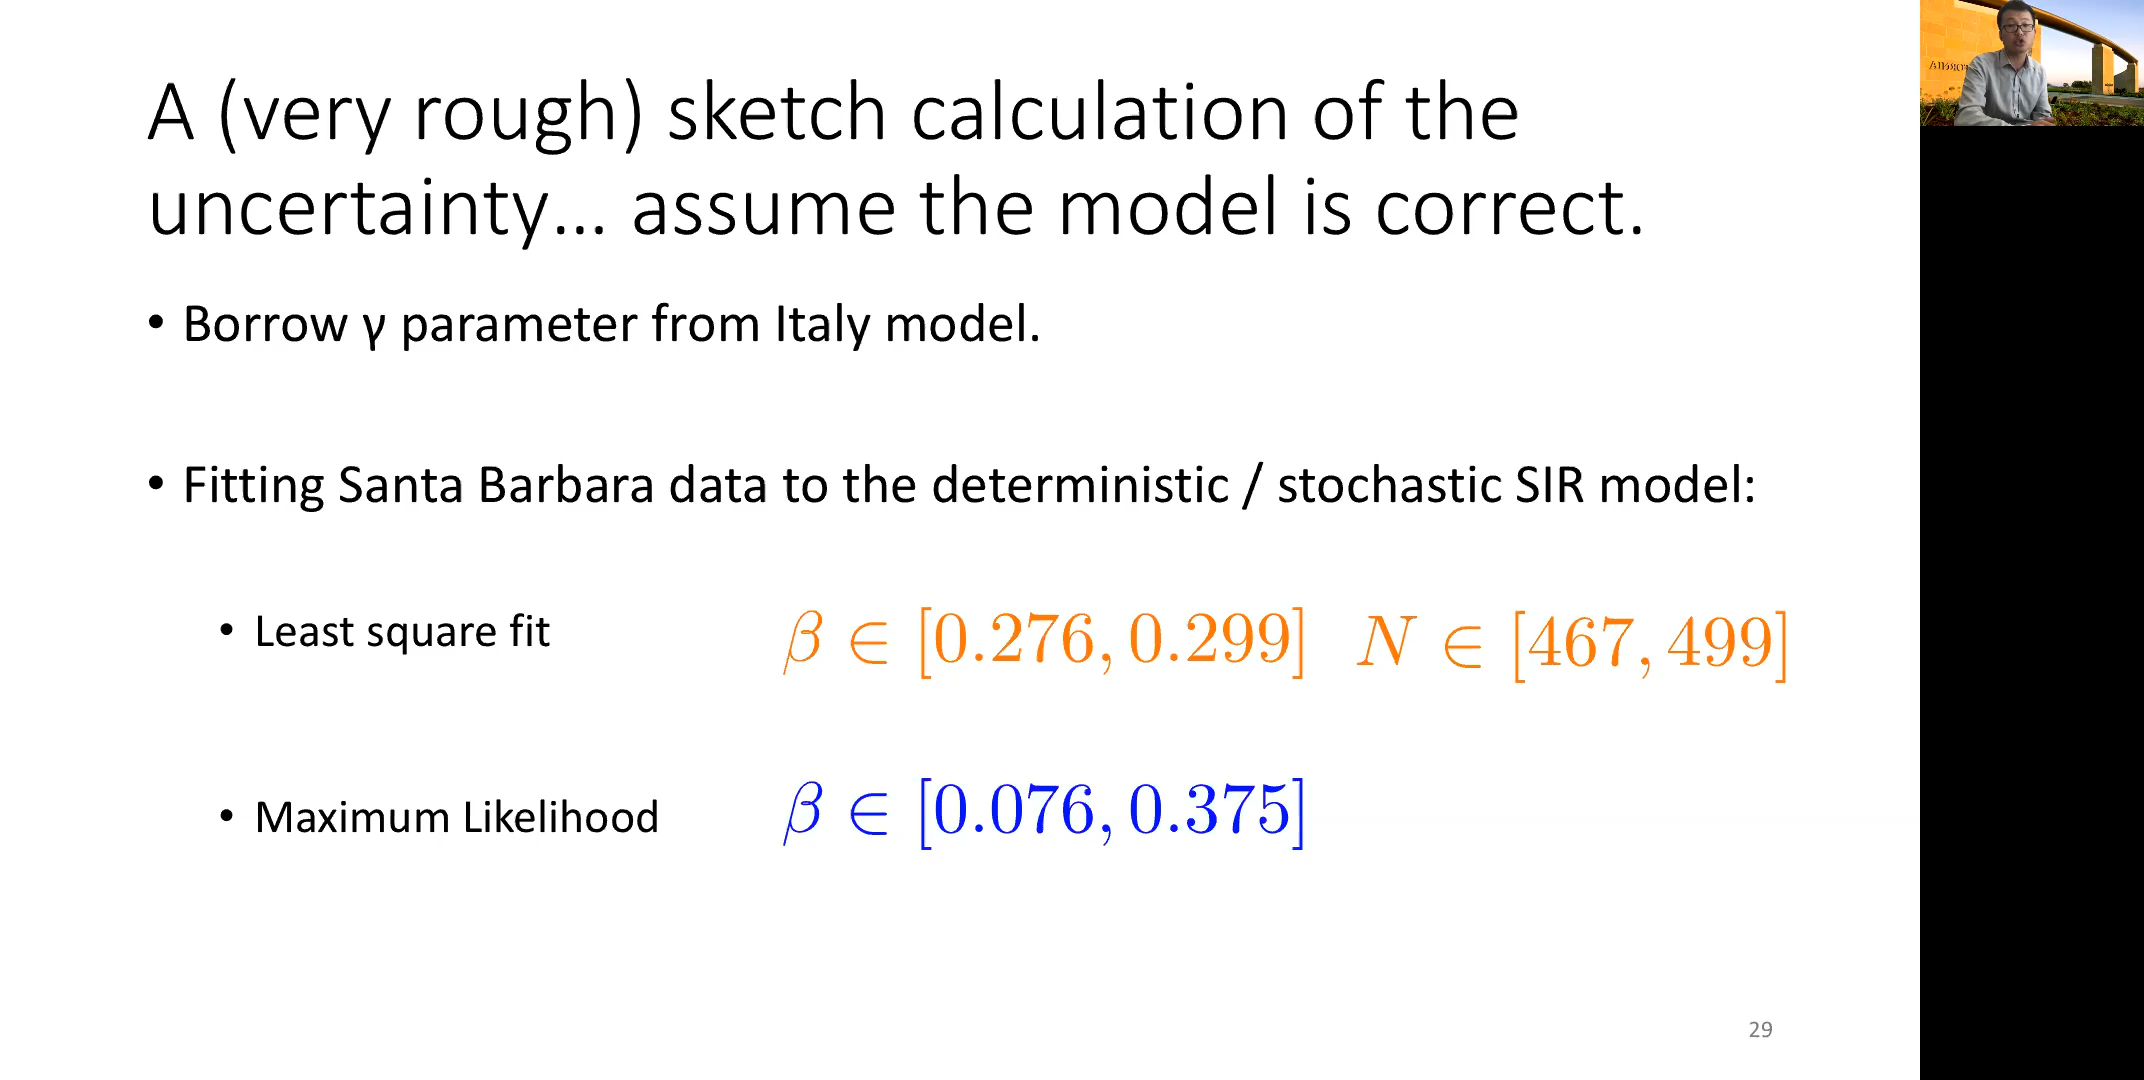 A (very rough) sketch calculation of the
uncertainty… assume the model is correct.
• Borrow γ parameter from Italy model.
• Fitting Santa Barbara data to the deterministic / stochastic SIR model:
• Least square fit β ∈ [0.276, 0.299] N ∈ [467, 499]
• Maximum Likelihood β ∈ [0.076, 0.375]
29